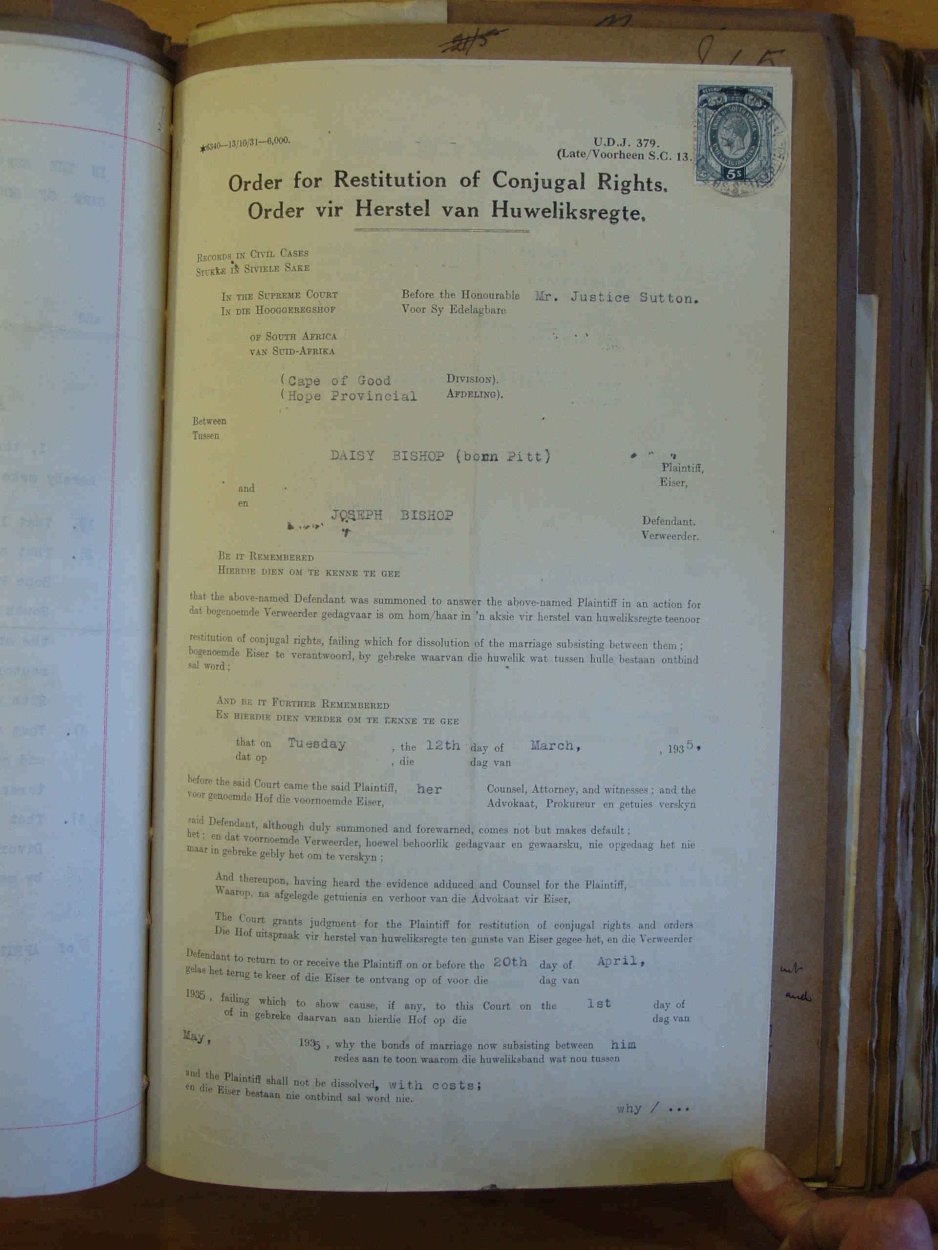 *6340—13/10/31—6,000.
U.D.J. 379.
(Late/Voorheen S.C. 13.
5s
Order for Restitution of Conjugal Rights.
Order vir Herstel van Huweliksregte.
RECORDS IN CIVIL CASES
STUKKE IN SIVIELE SAKE
IN THE SUPREME COURT Before the Honourable Mr. Justice Sutton.
IN DIE HOOGGEREGSHOF Voor Sy Edelagbare
OF SOUTH AFRICA
VAN SUID-AFRIKA
(Cape of Good DIVISION).
(Hope Provincial AFDELING).
Between
Tussen
DAISY BISHOP (born Pitt)
Plaintiff,
Eiser,
and
en
JOSEPH BISHOP
Defendant.
Verweerder.
BE IT REMEMBERED
HIERDIE DIEN OM TE KENNE TE GEE
that the above-named Defendant was summoned to answer the above-named Plaintiff in an action for
dat bogenoemde Verweerder gedagvaar is om hom/haar in 'n aksie vir herstel van huweliksregte teenoor
restitution of conjugal rights, failing which for dissolution of the marriage subsisting between them ;
bogenoemde Eiser te verantwoord, by gebreke waarvan die huwelik wat tussen hulle bestaan ontbind
sal word ;
AND BE IT FURTHER REMEMBERED
EN HIERDIE DIEN VERDER OM TE KENNE TE GEE
that on Tuesday , the 12th day of March, , 1935,
dat op , die dag van
before the said Court came the said Plaintiff, her Counsel, Attorney, and witnesses ; and the
voor genoemde Hof die voornoemde Eiser, Advokaat, Prokureur en getuies verskyn
said Defendant, although duly summoned and forewarned, comes not but makes default ;
het ; en dat voornoemde Verweerder, hoewel behoorlik gedagvaar en gewaarsku, nie opgedaag het nie
maar in gebreke gebly het om te verskyn ;
And thereupon, having heard the evidence adduced and Counsel for the Plaintiff,
Waarop, na afgelegde getuienis en verhoor van die Advokaat vir Eiser,
The Court grants judgment for the Plaintiff for restitution of conjugal rights and orders
Die Hof uitspraak vir herstel van huweliksregte ten gunste van Eiser gegee het, en die Verweerder
Defendant to return to or receive the Plaintiff on or before the 20th day of April,
gelas het terug te keer of die Eiser te ontvang op of voor die dag van
1935, failing which to show cause, if any, to this Court on the 1st day of
of in gebreke daarvan aan hierdie Hof op die dag van
May, 1935, why the bonds of marriage now subsisting between him
redes aan te toon waarom die huweliksband wat nou tussen
and the Plaintiff shall not be dissolved, with costs;
en die Eiser bestaan nie ontbind sal word nie.
why / ...